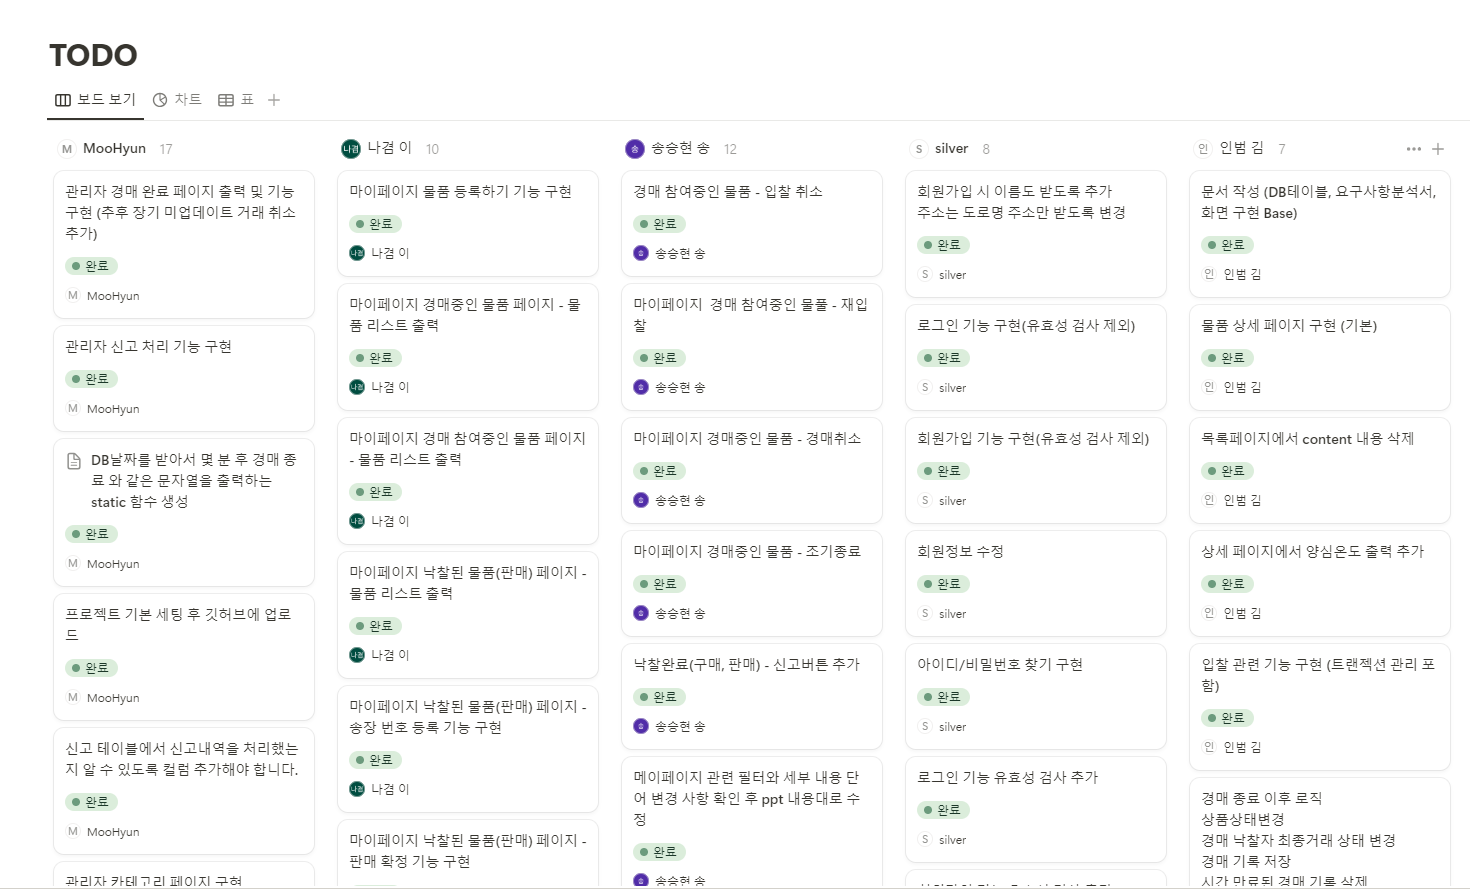 TODO
보드 보기
차트
표
MooHyun 17
관리자 경매 완료 페이지 출력 및 기능
구현 (추후 장기 미업데이트 거래 취소
추가)
완료
M MooHyun
관리자 신고 처리 기능 구현
완료
M MooHyun
DB날짜를 받아서 몇 분 후 경매 종
료 와 같은 문자열을 출력하는
static 함수 생성
완료
M MooHyun
프로젝트 기본 세팅 후 깃허브에 업로
드
완료
M MooHyun
신고 테이블에서 신고내역을 처리했는
지 알 수 있도록 컬럼 추가해야 합니다.
완료
M MooHyun
관리자 카테고리 페이지 구현
나겸 나겸 이 10
마이페이지 물품 등록하기 기능 구현
완료
나겸 나겸 이
마이페이지 경매중인 물품 페이지 - 물
품 리스트 출력
완료
나겸 나겸 이
마이페이지 경매 참여중인 물품 페이지
- 물품 리스트 출력
완료
나겸 나겸 이
마이페이지 낙찰된 물품(판매) 페이지 -
물품 리스트 출력
완료
나겸 나겸 이
마이페이지 낙찰된 물품(판매) 페이지 -
송장 번호 등록 기능 구현
완료
나겸 나겸 이
마이페이지 낙찰된 물품(판매) 페이지 -
판매 확정 기능 구현
송 송승현 송 12
경매 참여중인 물품 - 입찰 취소
완료
송 송승현 송
마이페이지  경매 참여중인 물풀 - 재입
찰
완료
송 송승현 송
마이페이지 경매중인 물품 - 경매취소
완료
송 송승현 송
마이페이지 경매중인 물품 - 조기종료
완료
송 송승현 송
낙찰완료(구매, 판매) - 신고버튼 추가
완료
송 송승현 송
메이페이지 관련 필터와 세부 내용 단
어 변경 사항 확인 후 ppt 내용대로 수
정
완료
송 송승현 송
S silver 8
회원가입 시 이름도 받도록 추가
주소는 도로명 주소만 받도록 변경
완료
S silver
로그인 기능 구현(유효성 검사 제외)
완료
S silver
회원가입 기능 구현(유효성 검사 제외)
완료
S silver
회원정보 수정
완료
S silver
아이디/비밀번호 찾기 구현
완료
S silver
로그인 기능 유효성 검사 추가
완료
S silver
인 인범 김 7
문서 작성 (DB테이블, 요구사항분석서,
화면 구현 Base)
완료
인 인범 김
물품 상세 페이지 구현 (기본)
완료
인 인범 김
목록페이지에서 content 내용 삭제
완료
인 인범 김
상세 페이지에서 양심온도 출력 추가
완료
인 인범 김
입찰 관련 기능 구현 (트랜젝션 관리 포
함)
완료
인 인범 김
경매 종료 이후 로직
상품상태변경
경매 낙찰자 최종거래 상태 변경
경매 기록 저장
시간 만료된 경매 기록 삭제